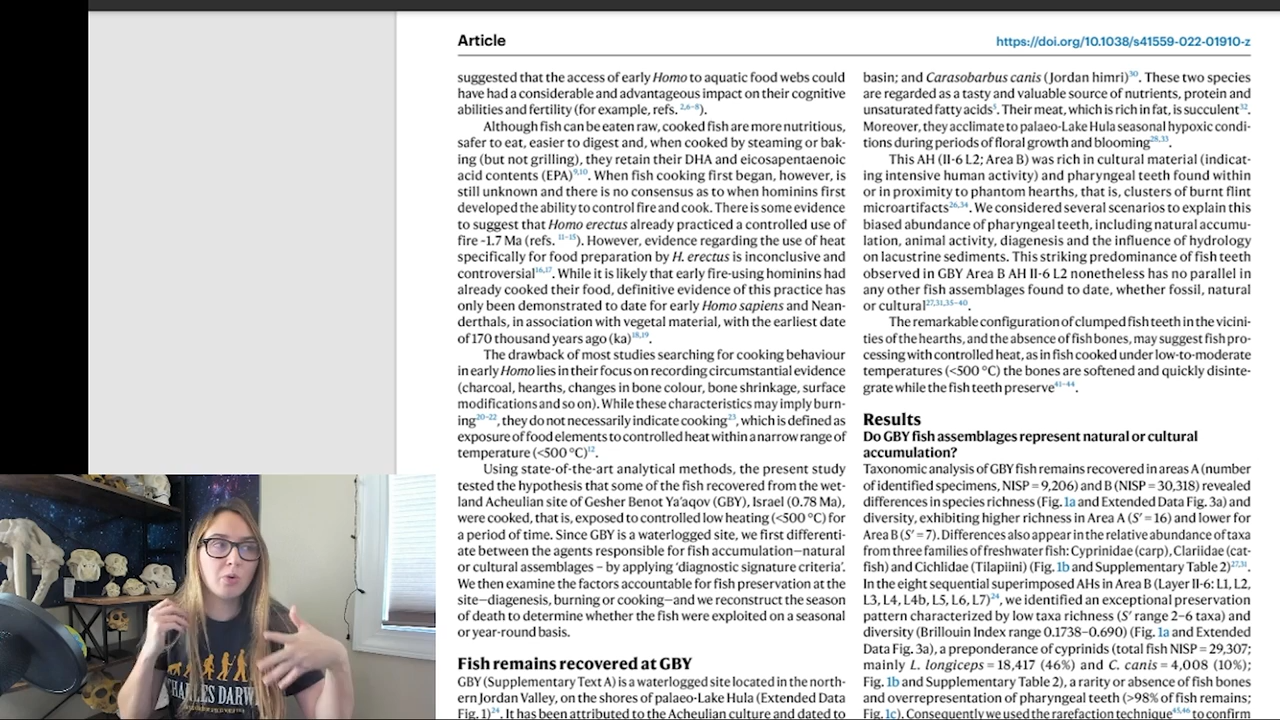 Article
https://doi.org/10.1038/s41559-022-01910-z
suggested that the access of early Homo to aquatic food webs could
have had a considerable and advantageous impact on their cognitive
abilities and fertility (for example, refs. 2,6–8).
Although fish can be eaten raw, cooked fish are more nutritious,
safer to eat, easier to digest and, when cooked by steaming or bak-
ing (but not grilling), they retain their DHA and eicosapentaenoic
acid contents (EPA)9,10. When fish cooking first began, however, is
still unknown and there is no consensus as to when hominins first
developed the ability to control fire and cook. There is some evidence
to suggest that Homo erectus already practiced a controlled use of
fire ~1.7 Ma (refs. 11–15). However, evidence regarding the use of heat
specifically for food preparation by H. erectus is inconclusive and
controversial16,17. While it is likely that early fire-using hominins had
already cooked their food, definitive evidence of this practice has
only been demonstrated to date for early Homo sapiens and Nean-
derthals, in association with vegetal material, with the earliest date
of 170 thousand years ago (ka)18,19.
The drawback of most studies searching for cooking behaviour
in early Homo lies in their focus on recording circumstantial evidence
(charcoal, hearths, changes in bone colour, bone shrinkage, surface
modifications and so on). While these characteristics may imply burn-
ing20–22, they do not necessarily indicate cooking23, which is defined as
exposure of food elements to controlled heat within a narrow range of
temperature (<500 °C)12.
Using state-of-the-art analytical methods, the present study
tested the hypothesis that some of the fish recovered from the wet-
land Acheulian site of Gesher Benot Ya'aqov (GBY), Israel (0.78 Ma),
were cooked, that is, exposed to controlled low heating (<500 °C) for
a period of time. Since GBY is a waterlogged site, we first differenti-
ate between the agents responsible for fish accumulation—natural
or cultural assemblages – by applying 'diagnostic signature criteria'.
We then examine the factors accountable for fish preservation at the
site—diagenesis, burning or cooking—and we reconstruct the season
of death to determine whether the fish were exploited on a seasonal
or year-round basis.
Fish remains recovered at GBY
GBY (Supplementary Text A) is a waterlogged site located in the north-
ern Jordan Valley, on the shores of palaeo-Lake Hula (Extended Data
Fig. 1)24. It has been attributed to the Acheulian culture and dated to
basin; and Carasobarbus canis (Jordan himri)30. These two species
are regarded as a tasty and valuable source of nutrients, protein and
unsaturated fatty acids5. Their meat, which is rich in fat, is succulent32.
Moreover, they acclimate to palaeo-Lake Hula seasonal hypoxic condi-
tions during periods of floral growth and blooming28,33.
This AH (II-6 L2; Area B) was rich in cultural material (indicat-
ing intensive human activity) and pharyngeal teeth found within
or in proximity to phantom hearths, that is, clusters of burnt flint
microartifacts26,34. We considered several scenarios to explain this
biased abundance of pharyngeal teeth, including natural accumu-
lation, animal activity, diagenesis and the influence of hydrology
on lacustrine sediments. This striking predominance of fish teeth
observed in GBY Area B AH II-6 L2 nonetheless has no parallel in
any other fish assemblages found to date, whether fossil, natural
or cultural27,31,35–40.
The remarkable configuration of clumped fish teeth in the vicini-
ties of the hearths, and the absence of fish bones, may suggest fish pro-
cessing with controlled heat, as in fish cooked under low-to-moderate
temperatures (<500 °C) the bones are softened and quickly disinte-
grate while the fish teeth preserve41–44.
Results
Do GBY fish assemblages represent natural or cultural
accumulation?
Taxonomic analysis of GBY fish remains recovered in areas A (number
of identified specimens, NISP = 9,206) and B (NISP = 30,318) revealed
differences in species richness (Fig. 1a and Extended Data Fig. 3a) and
diversity, exhibiting higher richness in Area A (S′ = 16) and lower for
Area B (S′ = 7). Differences also appear in the relative abundance of taxa
from three families of freshwater fish: Cyprinidae (carp), Clariidae (cat-
fish) and Cichlidae (Tilapiini) (Fig. 1b and Supplementary Table 2)27,31.
In the eight sequential superimposed AHs in Area B (Layer II-6: L1, L2,
L3, L4, L4b, L5, L6, L7)24, we identified an exceptional preservation
pattern characterized by low taxa richness (S′ range 2–6 taxa) and
diversity (Brillouin Index range 0.1738–0.690) (Fig. 1a and Extended
Data Fig. 3a), a preponderance of cyprinids (total fish NISP = 29,307;
mainly L. longiceps = 18,417 (46%) and C. canis = 4,008 (10%);
Fig. 1b and Supplementary Table 2), a rarity or absence of fish bones
and overrepresentation of pharyngeal teeth (>98% of fish remains;
Fig. 1c). Consequently we used the rarefaction technique45,46 to confirm
CHARLES DARW